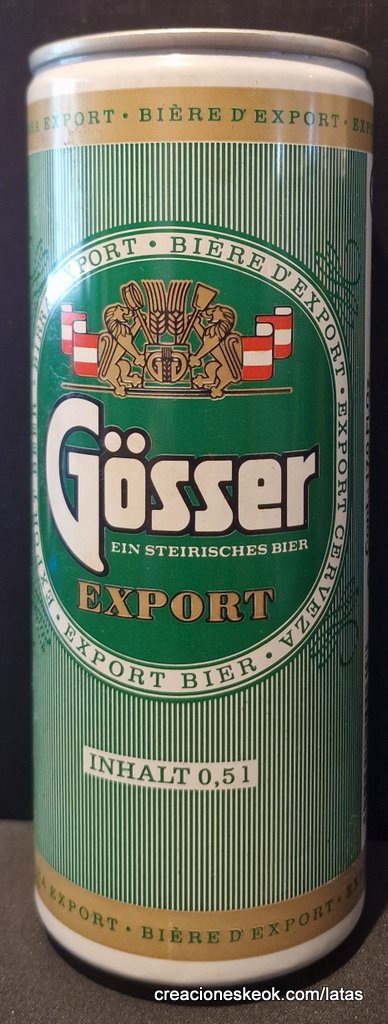 EXPORT • BIÈRE D'EXPORT •
EXPORT • BIÈRE D'EXPORT • EXPORT CERVEZA • EXPORT BIER •
Gösser
EIN STEIRISCHES BIER
EXPORT
INHALT 0,5 l
EXPORT • BIÈRE D'EXPORT •
creacioneskeok.com/latas